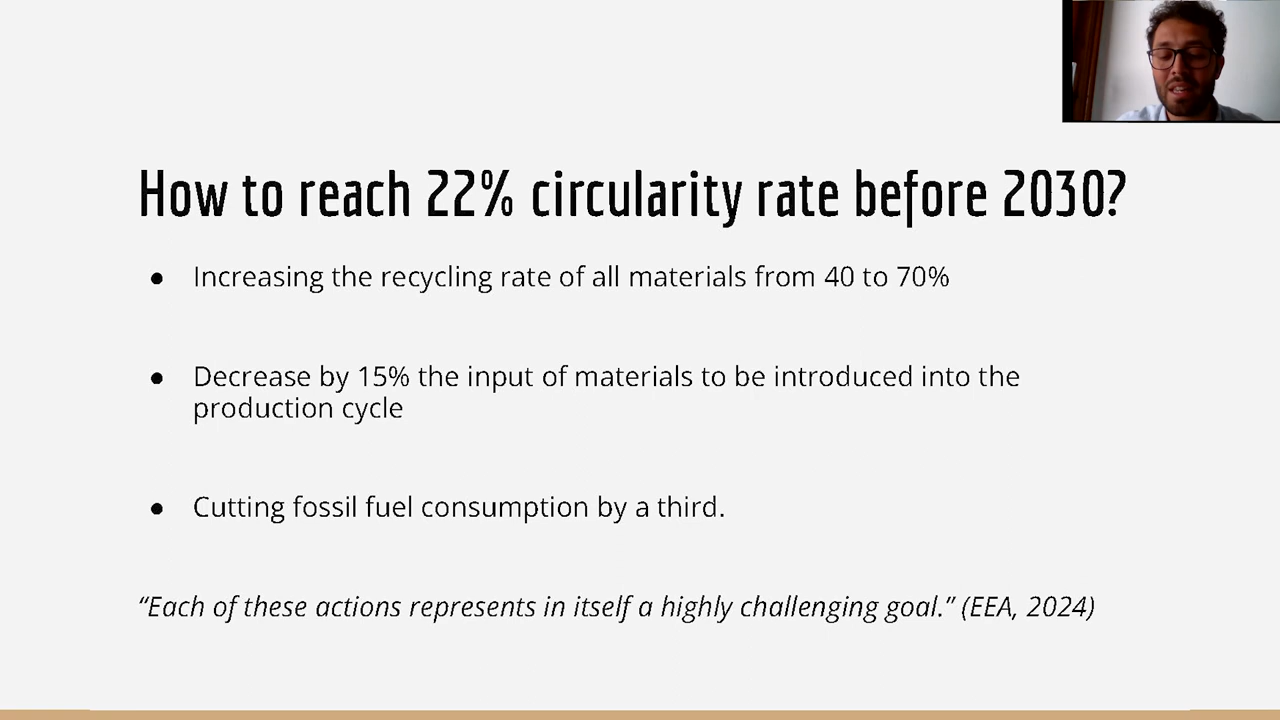 How to reach 22% circularity rate before 2030?
● Increasing the recycling rate of all materials from 40 to 70%
● Decrease by 15% the input of materials to be introduced into the
production cycle
● Cutting fossil fuel consumption by a third.
“Each of these actions represents in itself a highly challenging goal.” (EEA, 2024)